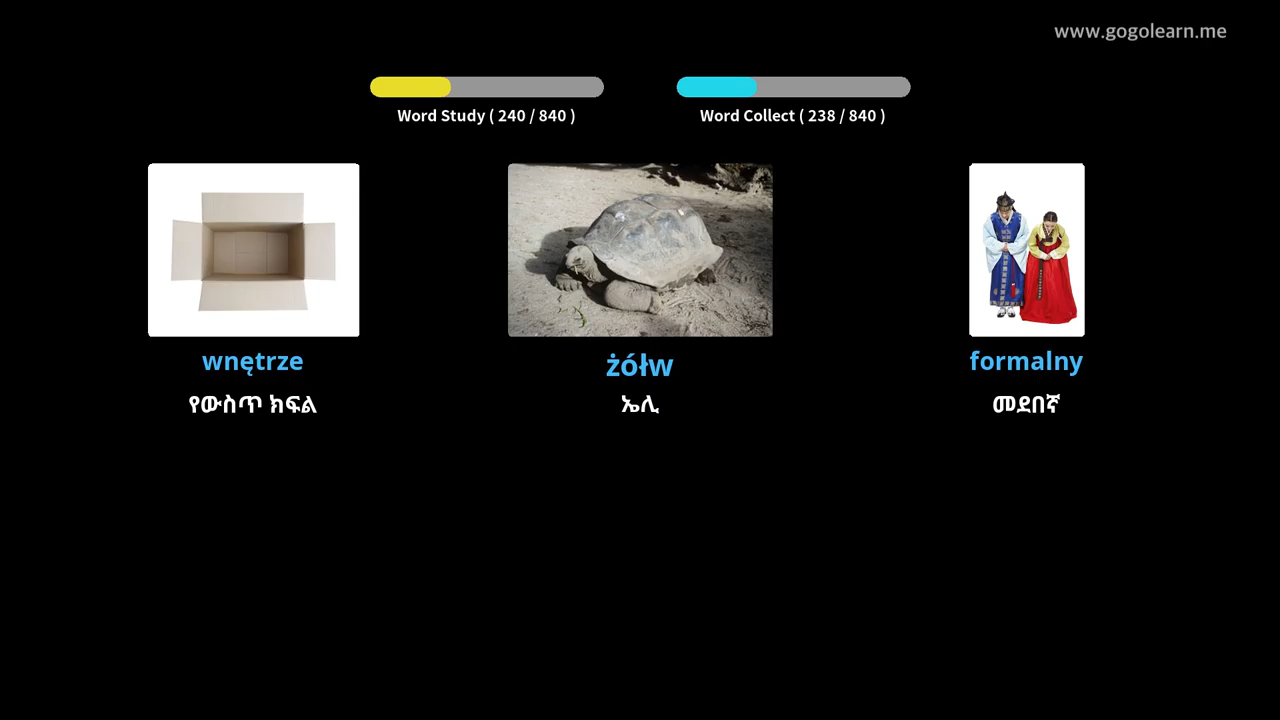 www.gogolearn.me
Word Study ( 240 / 840 )
Word Collect ( 238 / 840 )
wnętrze
żółw
formalny
የውስጥ ክፍል
ኤሊ
መደበኛ